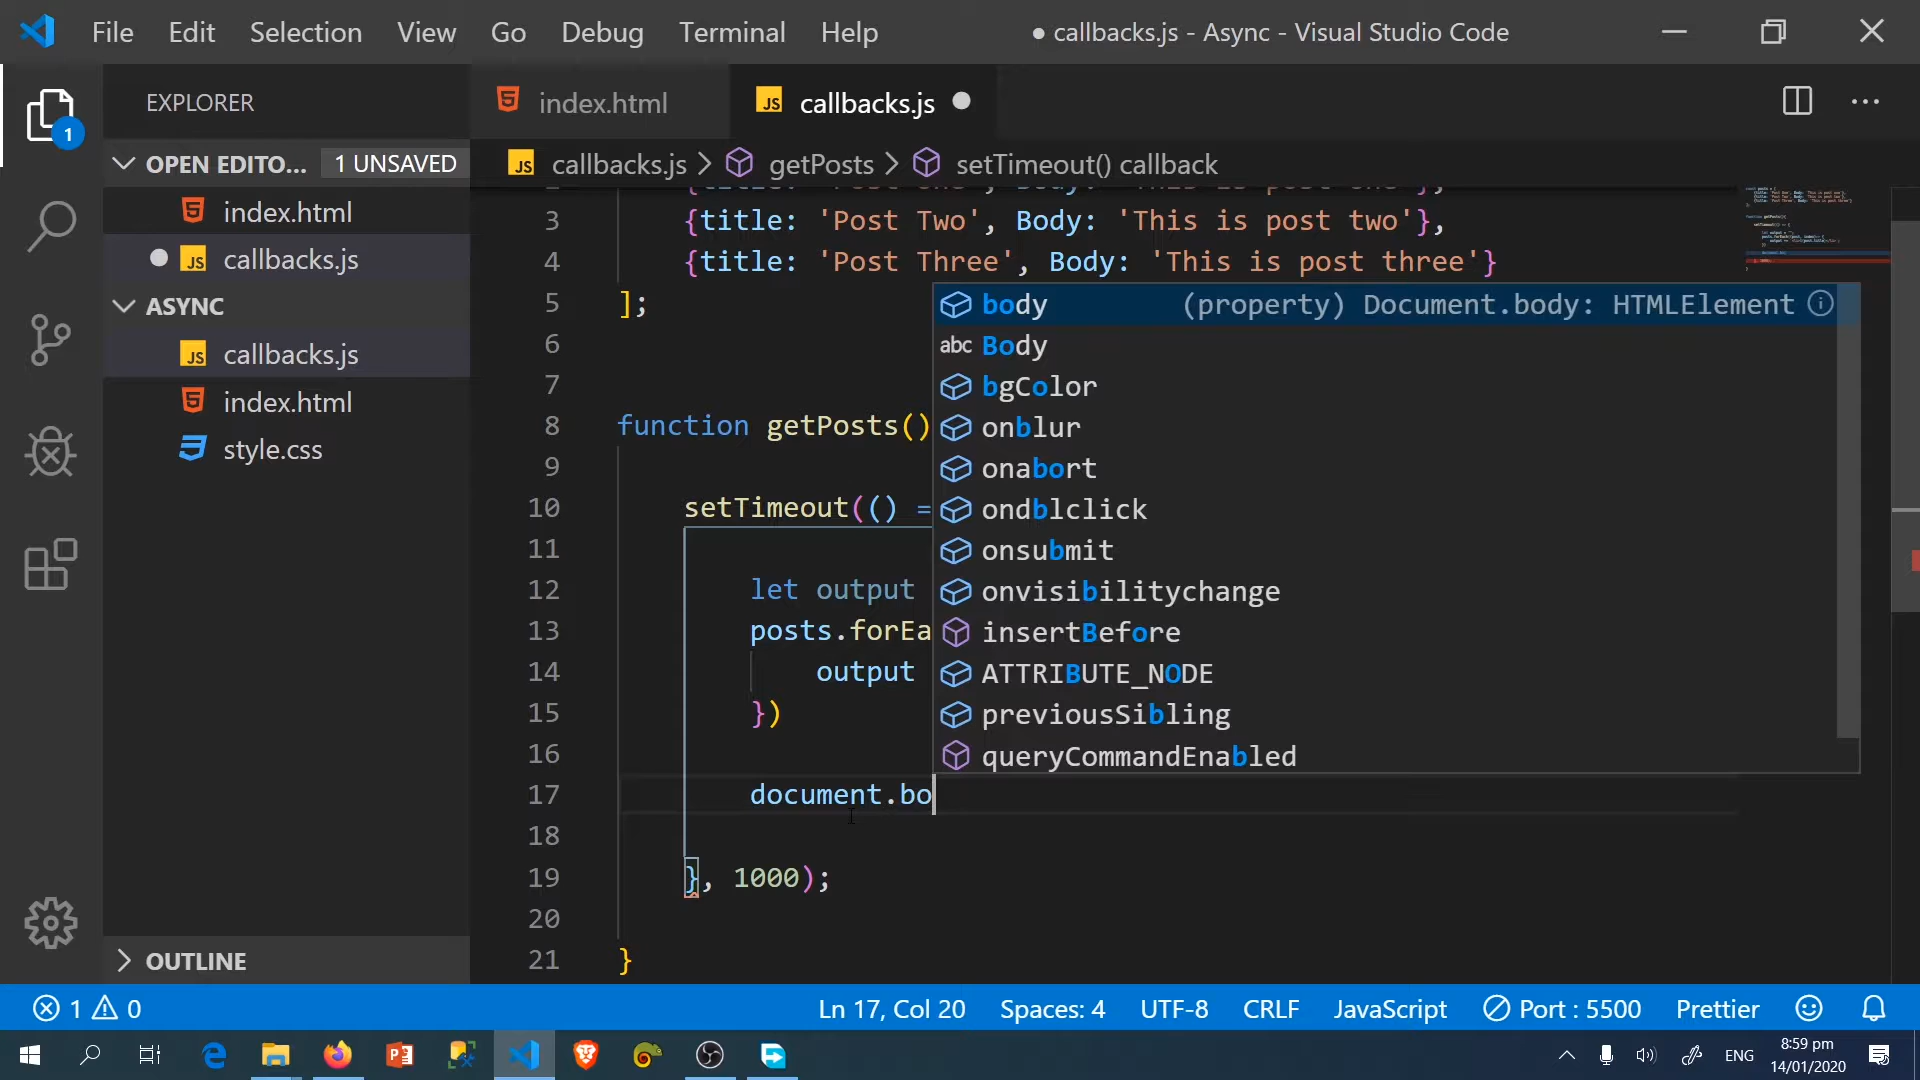 File Edit Selection View Go Debug Terminal Help ● callbacks.js - Async - Visual Studio Code
EXPLORER
index.html
callbacks.js
1
OPEN EDITO... 1 UNSAVED
callbacks.js > getPosts > setTimeout() callback
index.html
callbacks.js
ASYNC
callbacks.js
index.html
style.css
OUTLINE
3 {title: 'Post Two', Body: 'This is post two'},
4 {title: 'Post Three', Body: 'This is post three'}
5 ];
6
7
8 function getPosts()
9
10 setTimeout(() =
11
12 let output
13 posts.forEa
14 output
15 })
16
17 document.bo
18
19 }, 1000);
20
21 }
body (property) Document.body: HTMLElement
abc Body
bgColor
onblur
onabort
ondblclick
onsubmit
onvisibilitychange
insertBefore
ATTRIBUTE_NODE
previousSibling
queryCommandEnabled
1 0 Ln 17, Col 20 Spaces: 4 UTF-8 CRLF JavaScript Port : 5500 Prettier
ENG 8:59 pm
14/01/2020